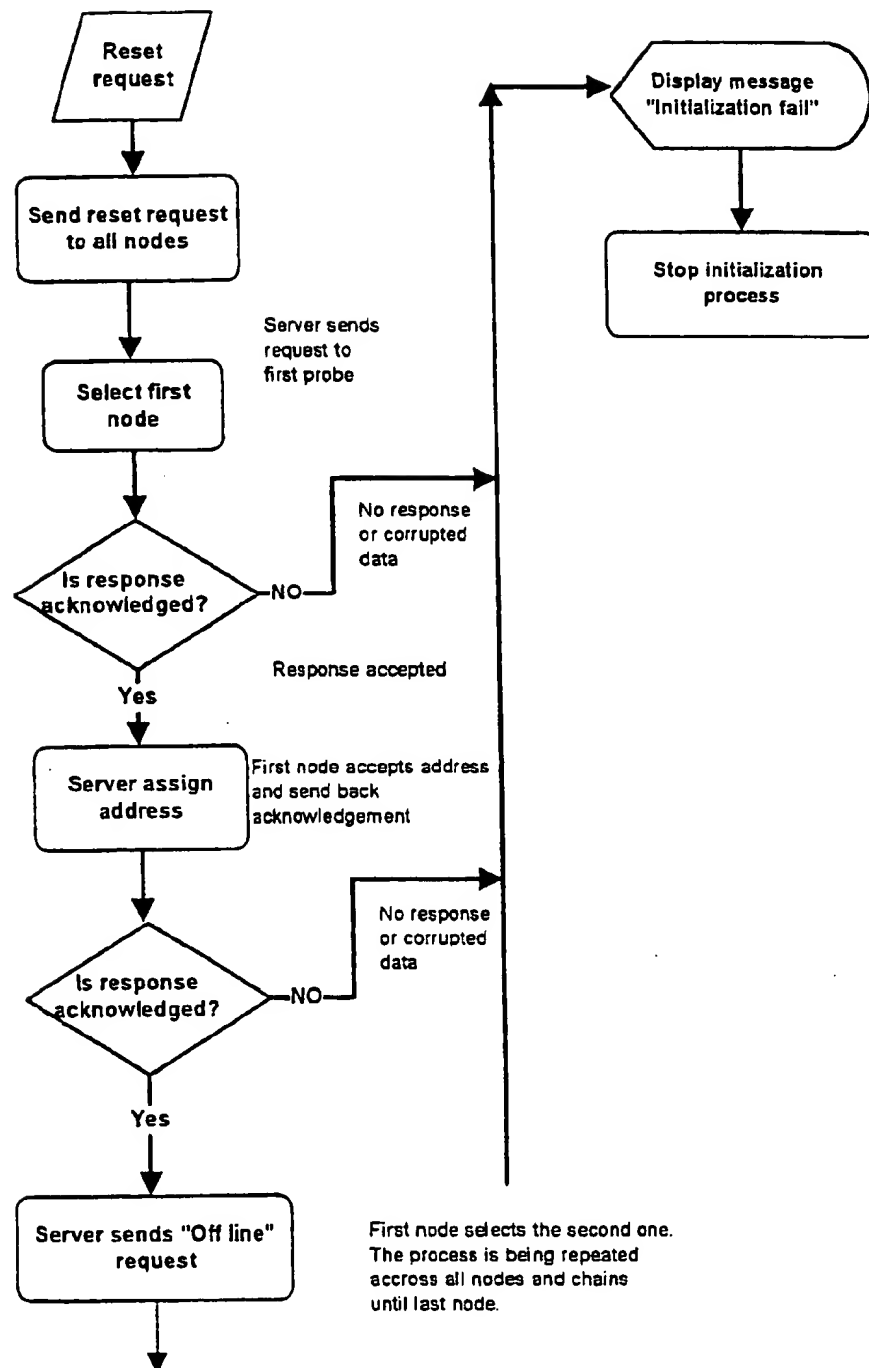 Reset
request
Display message
"Initialization fail"
Send reset request
to all nodes
Stop initialization
process
Server sends
request to
first probe
Select first
node
No response
or corrupted
data
Is response
acknowledged?
NO
Response accepted
Yes
Server assign
address
First node accepts address
and send back
acknowledgement
No response
or corrupted
data
Is response
acknowledged?
NO
Yes
Server sends "Off line"
request
First node selects the second one.
The process is being repeated
accross all nodes and chains
until last node.